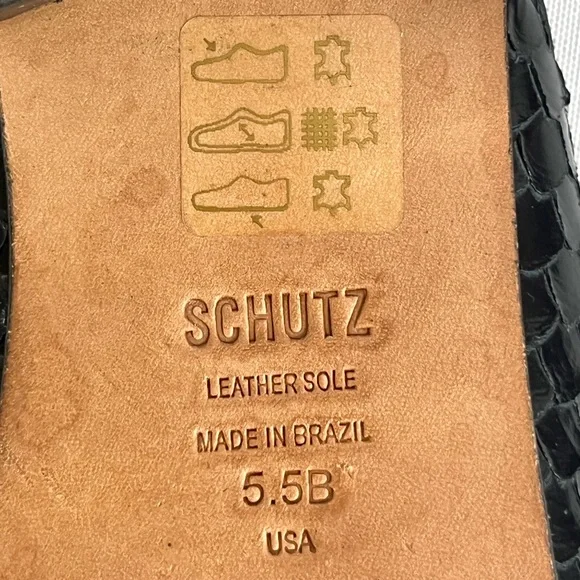 SCHUTZ
LEATHER SOLE
MADE IN BRAZIL
5.5B
USA